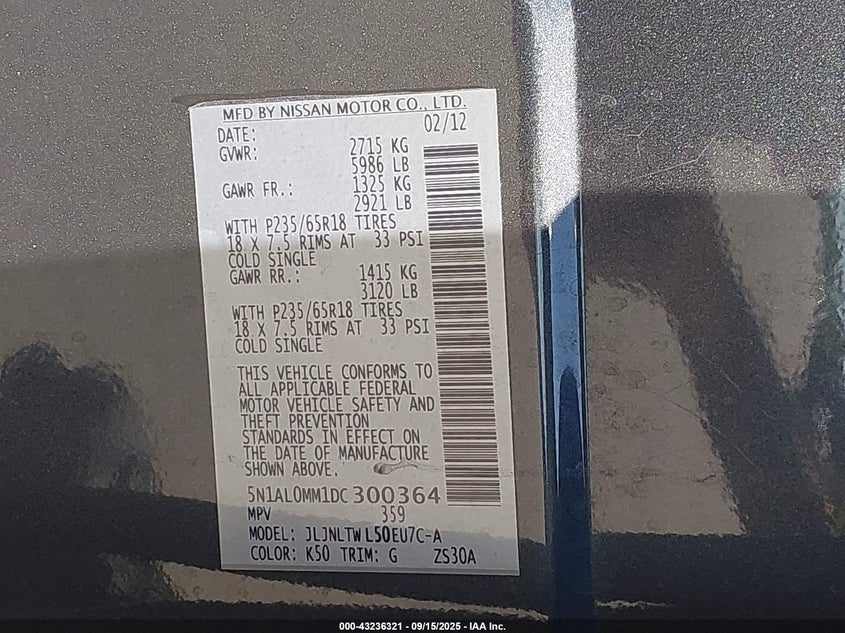 MFD BY NISSAN MOTOR CO., LTD.
DATE: 02/12
GVWR: 2715 KG
5986 LB
GAWR FR.: 1325 KG
2921 LB
WITH P235/65R18 TIRES
18 X 7.5 RIMS AT 33 PSI
COLD SINGLE
GAWR RR.: 1415 KG
3120 LB
WITH P235/65R18 TIRES
18 X 7.5 RIMS AT 33 PSI
COLD SINGLE
THIS VEHICLE CONFORMS TO
ALL APPLICABLE FEDERAL
MOTOR VEHICLE SAFETY AND
THEFT PREVENTION
STANDARDS IN EFFECT ON
THE DATE OF MANUFACTURE
SHOWN ABOVE.
5N1AL0MM1DC300364
MPV 359
MODEL: JLJNLTWL50EU7C-A
COLOR: K50 TRIM: G ZS30A
000-43236321 - 09/15/2025 - IAA Inc.